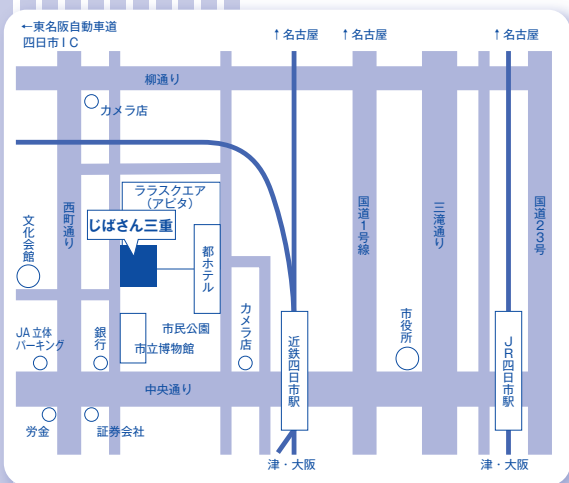 ←東名阪自動車道
四日市IC
↑名古屋
↑名古屋
↑名古屋
柳通り
カメラ店
ララスクエア
(アピタ)
じばさん三重
西町通り
文化会館
都ホテル
国道1号線
三滝通り
国道23号
JA立体
パーキング
銀行
市民公園
市立博物館
カメラ店
近鉄四日市駅
市役所
JR四日市駅
中央通り
労金
証券会社
津・大阪
津・大阪